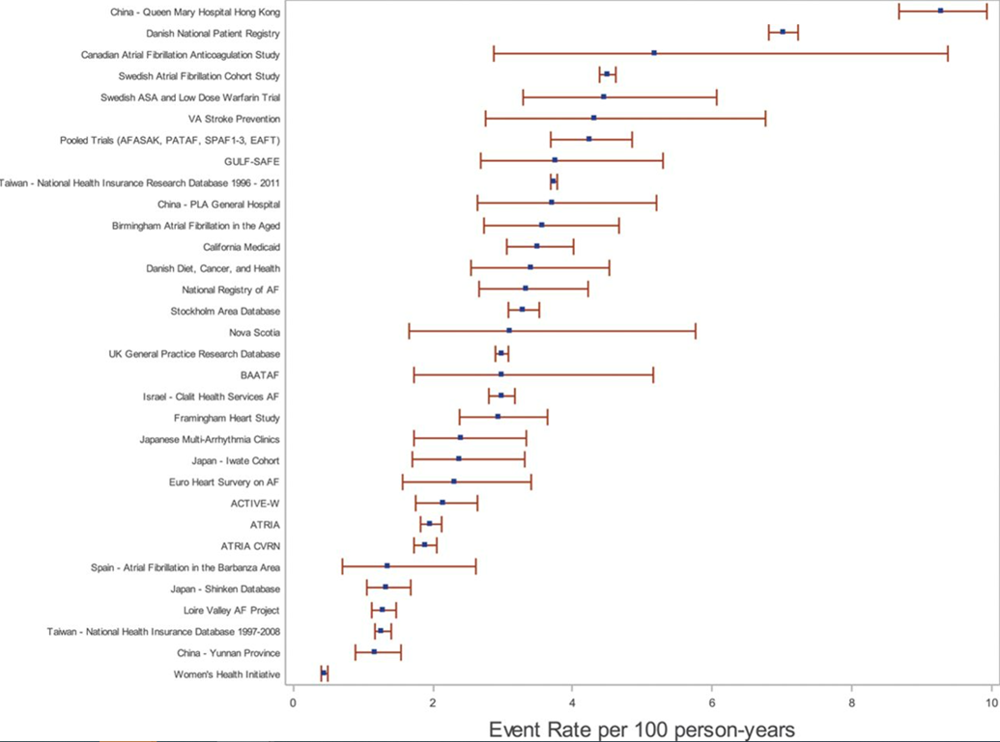 China - Queen Mary Hospital Hong Kong
Danish National Patient Registry
Canadian Atrial Fibrillation Anticoagulation Study
Swedish Atrial Fibrillation Cohort Study
Swedish ASA and Low Dose Warfarin Trial
VA Stroke Prevention
Pooled Trials (AFASAK, PATAF, SPAF1-3, EAFT)
GULF-SAFE
Taiwan - National Health Insurance Research Database 1996 - 2011
China - PLA General Hospital
Birmingham Atrial Fibrillation in the Aged
California Medicaid
Danish Diet, Cancer, and Health
National Registry of AF
Stockholm Area Database
Nova Scotia
UK General Practice Research Database
BAATAF
Israel - Clalit Health Services AF
Framingham Heart Study
Japanese Multi-Arrhythmia Clinics
Japan - Iwate Cohort
Euro Heart Survery on AF
ACTIVE-W
ATRIA
ATRIA CVRN
Spain - Atrial Fibrillation in the Barbanza Area
Japan - Shinken Database
Loire Valley AF Project
Taiwan - National Health Insurance Database 1997-2008
China - Yunnan Province
Women's Health Initiative
0 2 4 6 8 10
Event Rate per 100 person-years